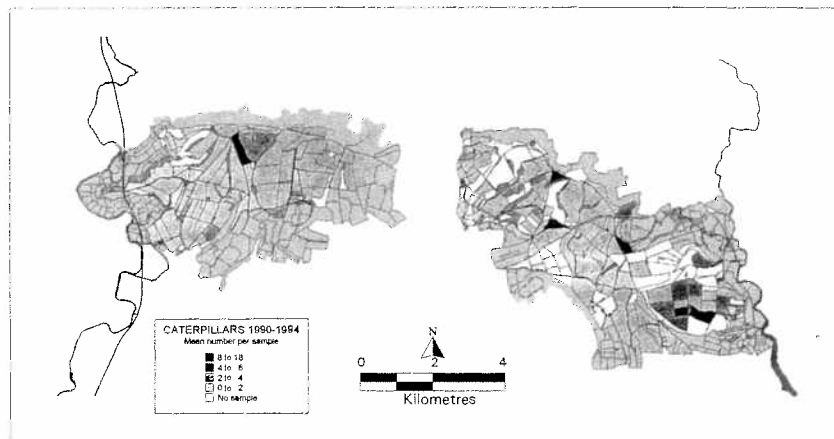 CATERPILLARS 1990-1994
Mean number per sample
8 to 18
4 to 8
2 to 4
0 to 2
No sample
N
0 2 4
Kilometres